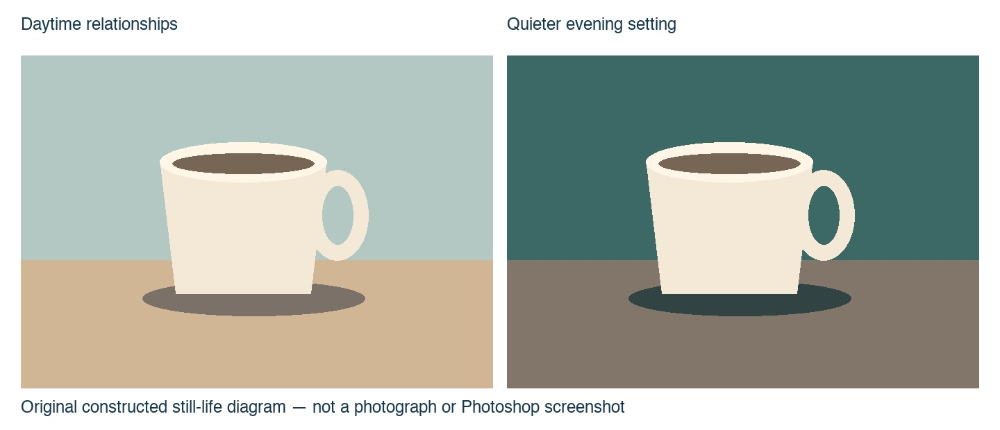 Daytime relationships
Quieter evening setting
Original constructed still-life diagram — not a photograph or Photoshop screenshot